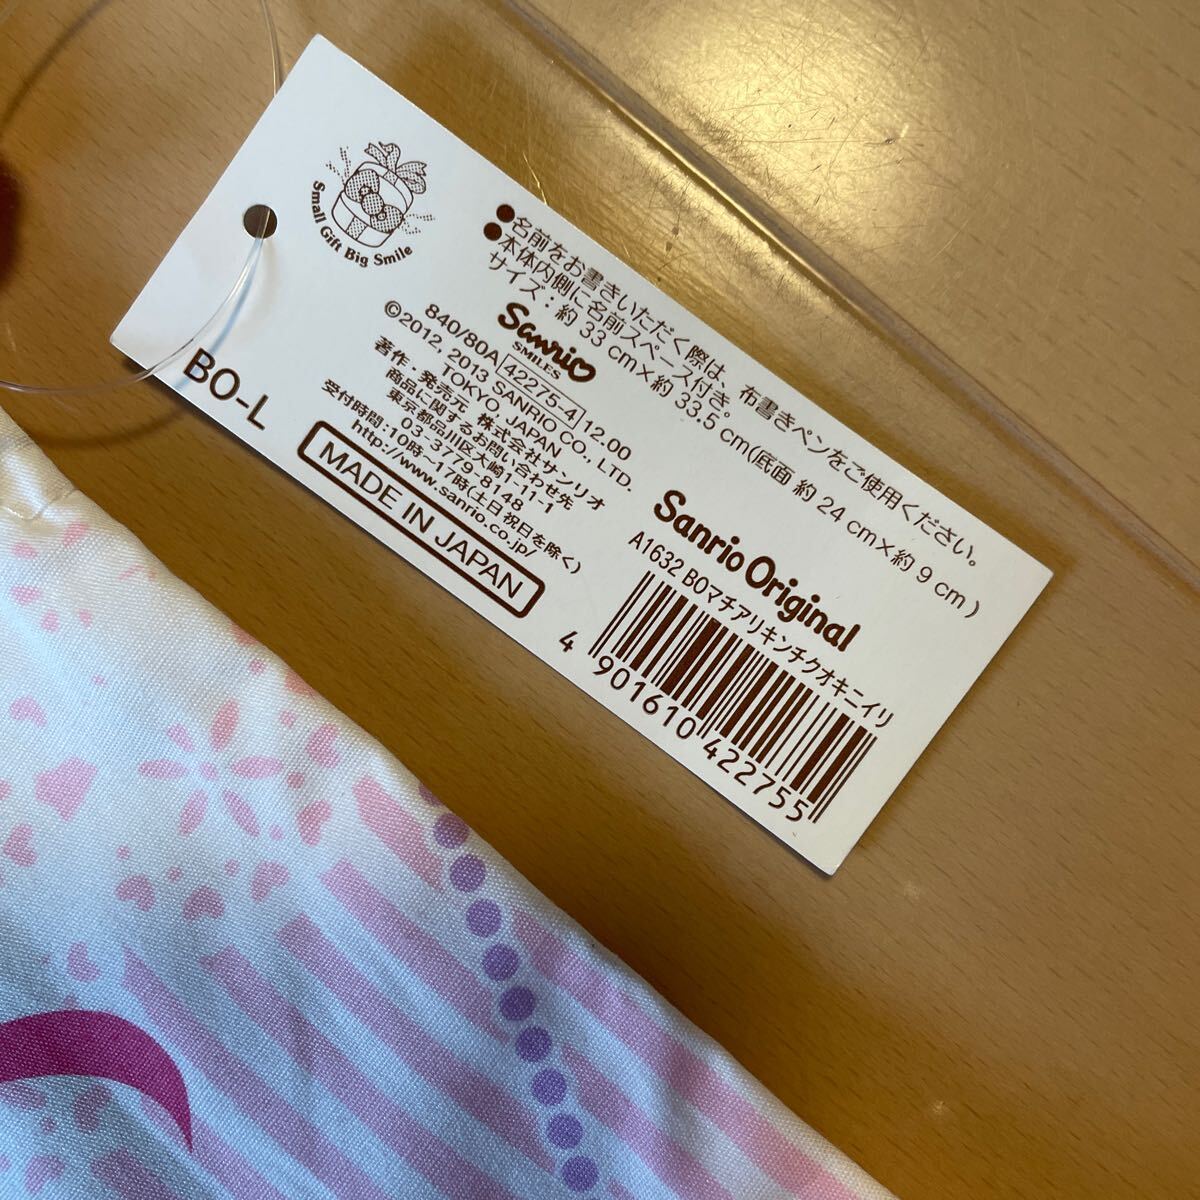 Small Gift Big Smile
●名前をお書きいただく際は、布書きペンをご使用ください。
●本体内側に名前スペース付き。
サイズ：約 33 cm×約 33.5 cm(底面 約 24 cm×約 9 cm)
Sanrio
SMILES
840/80A 42275-4 12.00
©2012, 2013 SANRIO CO., LTD.
TOKYO, JAPAN
著作・発売元 株式会社サンリオ
商品に関するお問い合わせ先
東京都品川区大崎1-11-1
☎03-3779-8148
受付時間:10時~17時(土日祝日を除く)
http://www.sanrio.co.jp/
MADE IN JAPAN
BO-L
Sanrio Original
A1632 BOマチアリキンチクオキニイリ
4 901610 422755